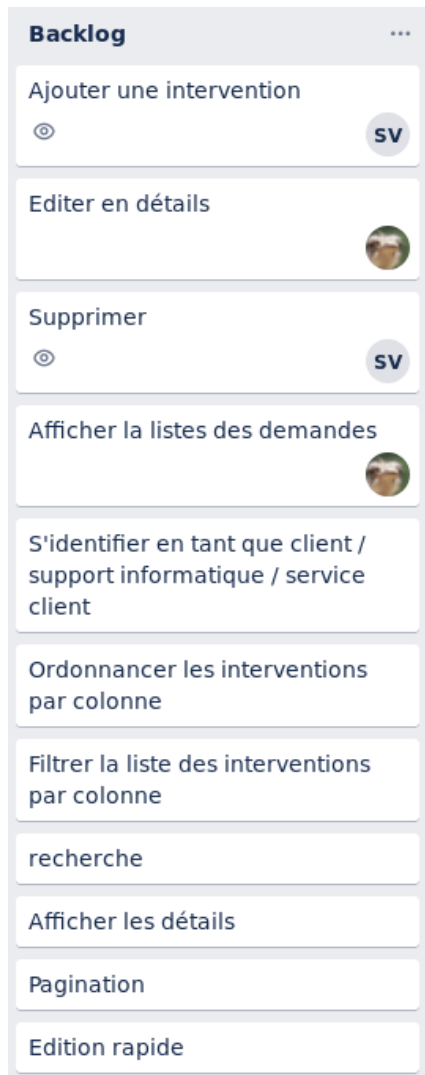 Backlog
Ajouter une intervention
SV
Editer en détails
Supprimer
SV
Afficher la listes des demandes
S'identifier en tant que client /
support informatique / service
client
Ordonnancer les interventions
par colonne
Filtrer la liste des interventions
par colonne
recherche
Afficher les détails
Pagination
Edition rapide